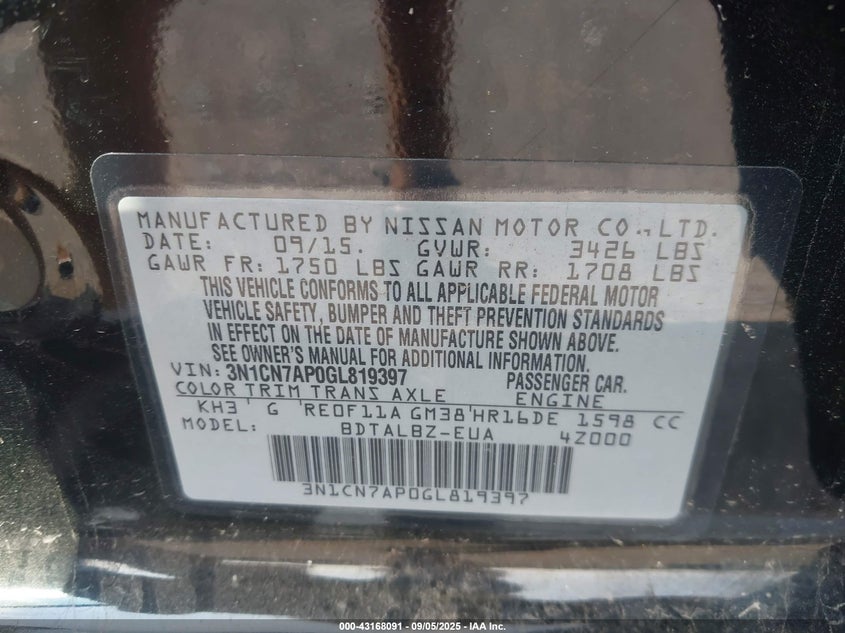 MANUFACTURED BY NISSAN MOTOR CO., LTD.
DATE: 09/15. GVWR: 3426 LBS
GAWR FR: 1750 LBS GAWR RR: 1708 LBS
THIS VEHICLE CONFORMS TO ALL APPLICABLE FEDERAL MOTOR
VEHICLE SAFETY, BUMPER AND THEFT PREVENTION STANDARDS
IN EFFECT ON THE DATE OF MANUFACTURE SHOWN ABOVE.
SEE OWNER'S MANUAL FOR ADDITIONAL INFORMATION.
VIN: 3N1CN7AP0GL819397 PASSENGER CAR.
COLOR TRIM TRANS AXLE ENGINE
KH3 G RE0F11A GM38 HR16DE 1598 CC
MODEL: BDTALBZ-EUA 4Z000
3N1CN7AP0GL819397
000-43168091 - 09/05/2025 - IAA Inc.